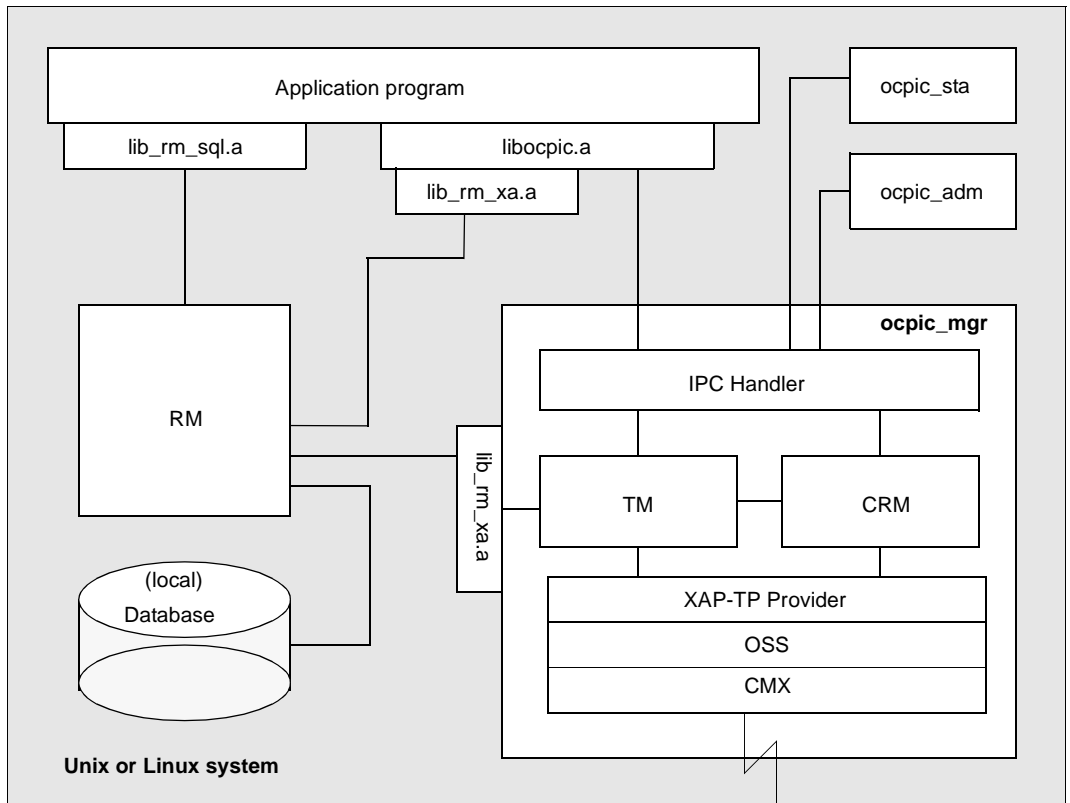 Application program
ocpic_sta
lib_rm_sql.a
libocpic.a
lib_rm_xa.a
ocpic_adm
ocpic_mgr
IPC Handler
RM
lib_rm_xa.a
TM
CRM
(local)
Database
XAP-TP Provider
OSS
CMX
Unix or Linux system